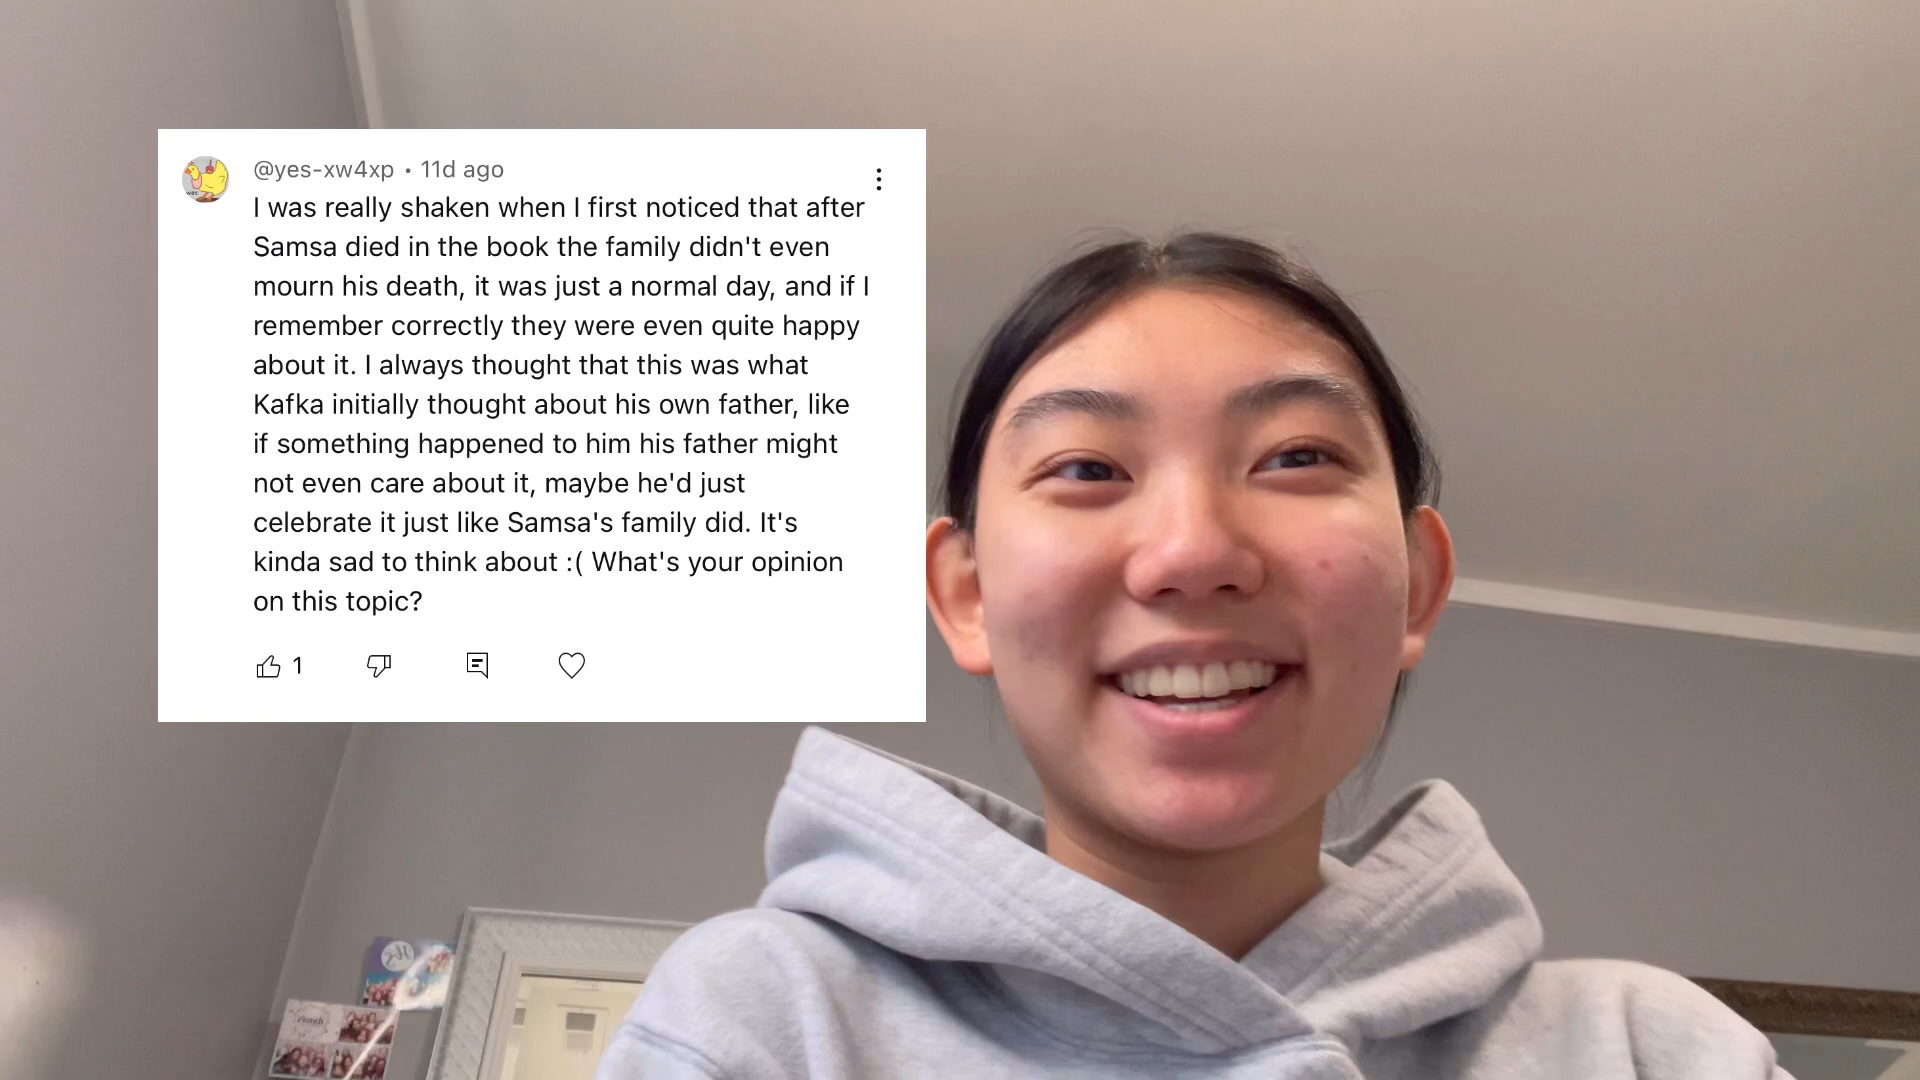 @yes-xw4xp • 11d ago
I was really shaken when I first noticed that after
Samsa died in the book the family didn't even
mourn his death, it was just a normal day, and if I
remember correctly they were even quite happy
about it. I always thought that this was what
Kafka initially thought about his own father, like
if something happened to him his father might
not even care about it, maybe he'd just
celebrate it just like Samsa's family did. It's
kinda sad to think about :( What's your opinion
on this topic?
1